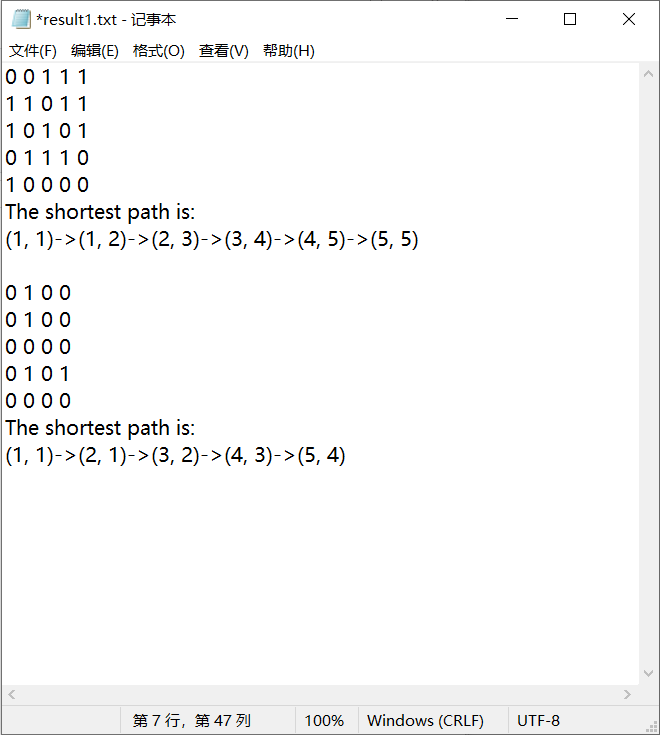 *result1.txt - 记事本
文件(F) 编辑(E) 格式(O) 查看(V) 帮助(H)
0 0 1 1 1
1 1 0 1 1
1 0 1 0 1
0 1 1 1 0
1 0 0 0 0
The shortest path is:
(1, 1)->(1, 2)->(2, 3)->(3, 4)->(4, 5)->(5, 5)
0 1 0 0
0 1 0 0
0 0 0 0
0 1 0 1
0 0 0 0
The shortest path is:
(1, 1)->(2, 1)->(3, 2)->(4, 3)->(5, 4)
第 7 行，第 47 列 100% Windows (CRLF) UTF-8